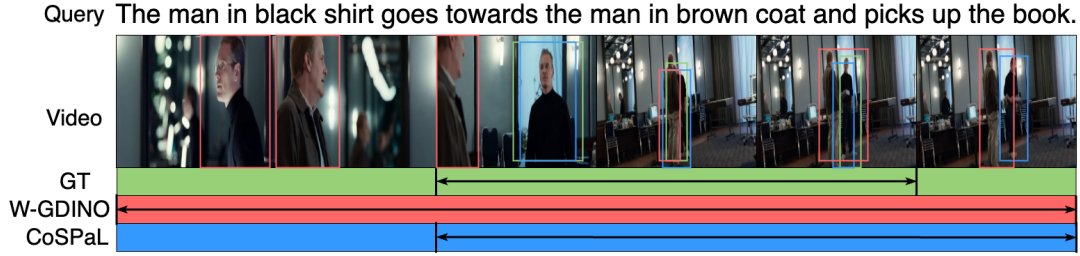 Query The man in black shirt goes towards the man in brown coat and picks up the book.
Video
GT
W-GDINO
CoSPaL